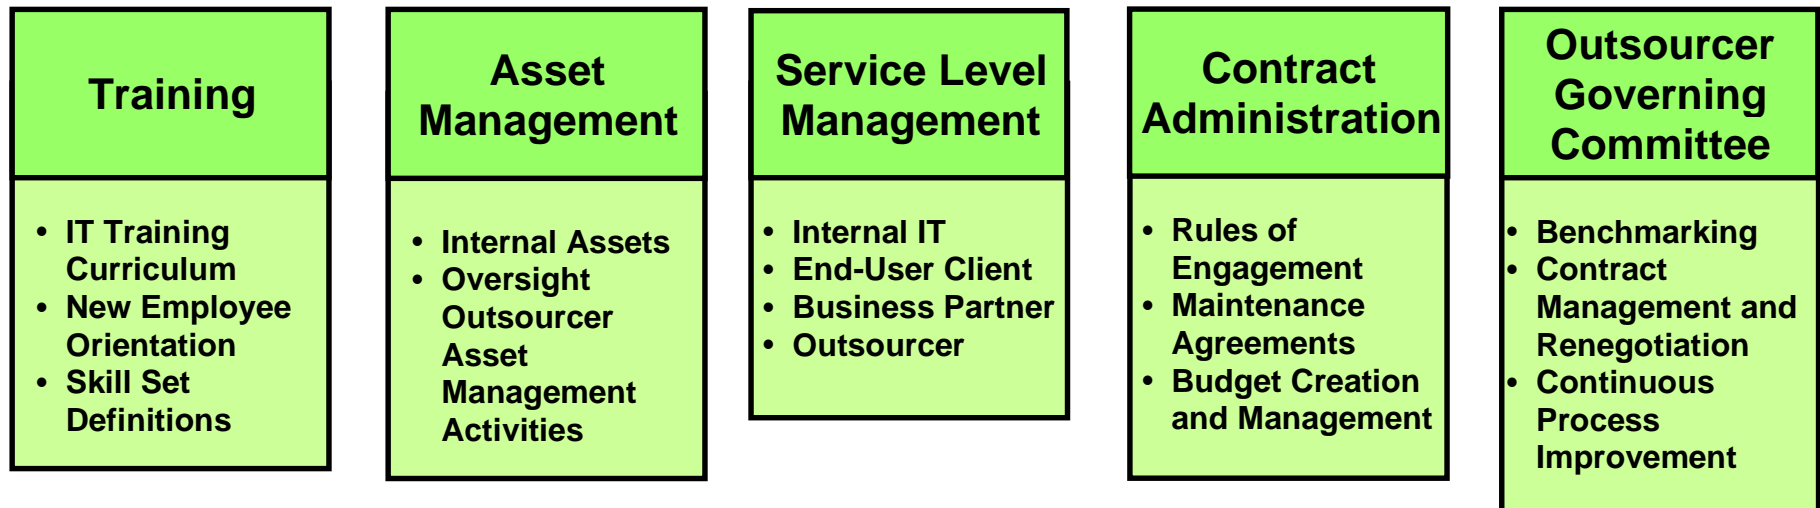 Training
• IT Training
Curriculum
• New Employee
Orientation
• Skill Set
Definitions
Asset
Management
• Internal Assets
• Oversight
Outsourcer
Asset
Management
Activities
Service Level
Management
• Internal IT
• End-User Client
• Business Partner
• Outsourcer
Contract
Administration
• Rules of
Engagement
• Maintenance
Agreements
• Budget Creation
and Management
Outsourcer
Governing
Committee
• Benchmarking
• Contract
Management and
Renegotiation
• Continuous
Process
Improvement